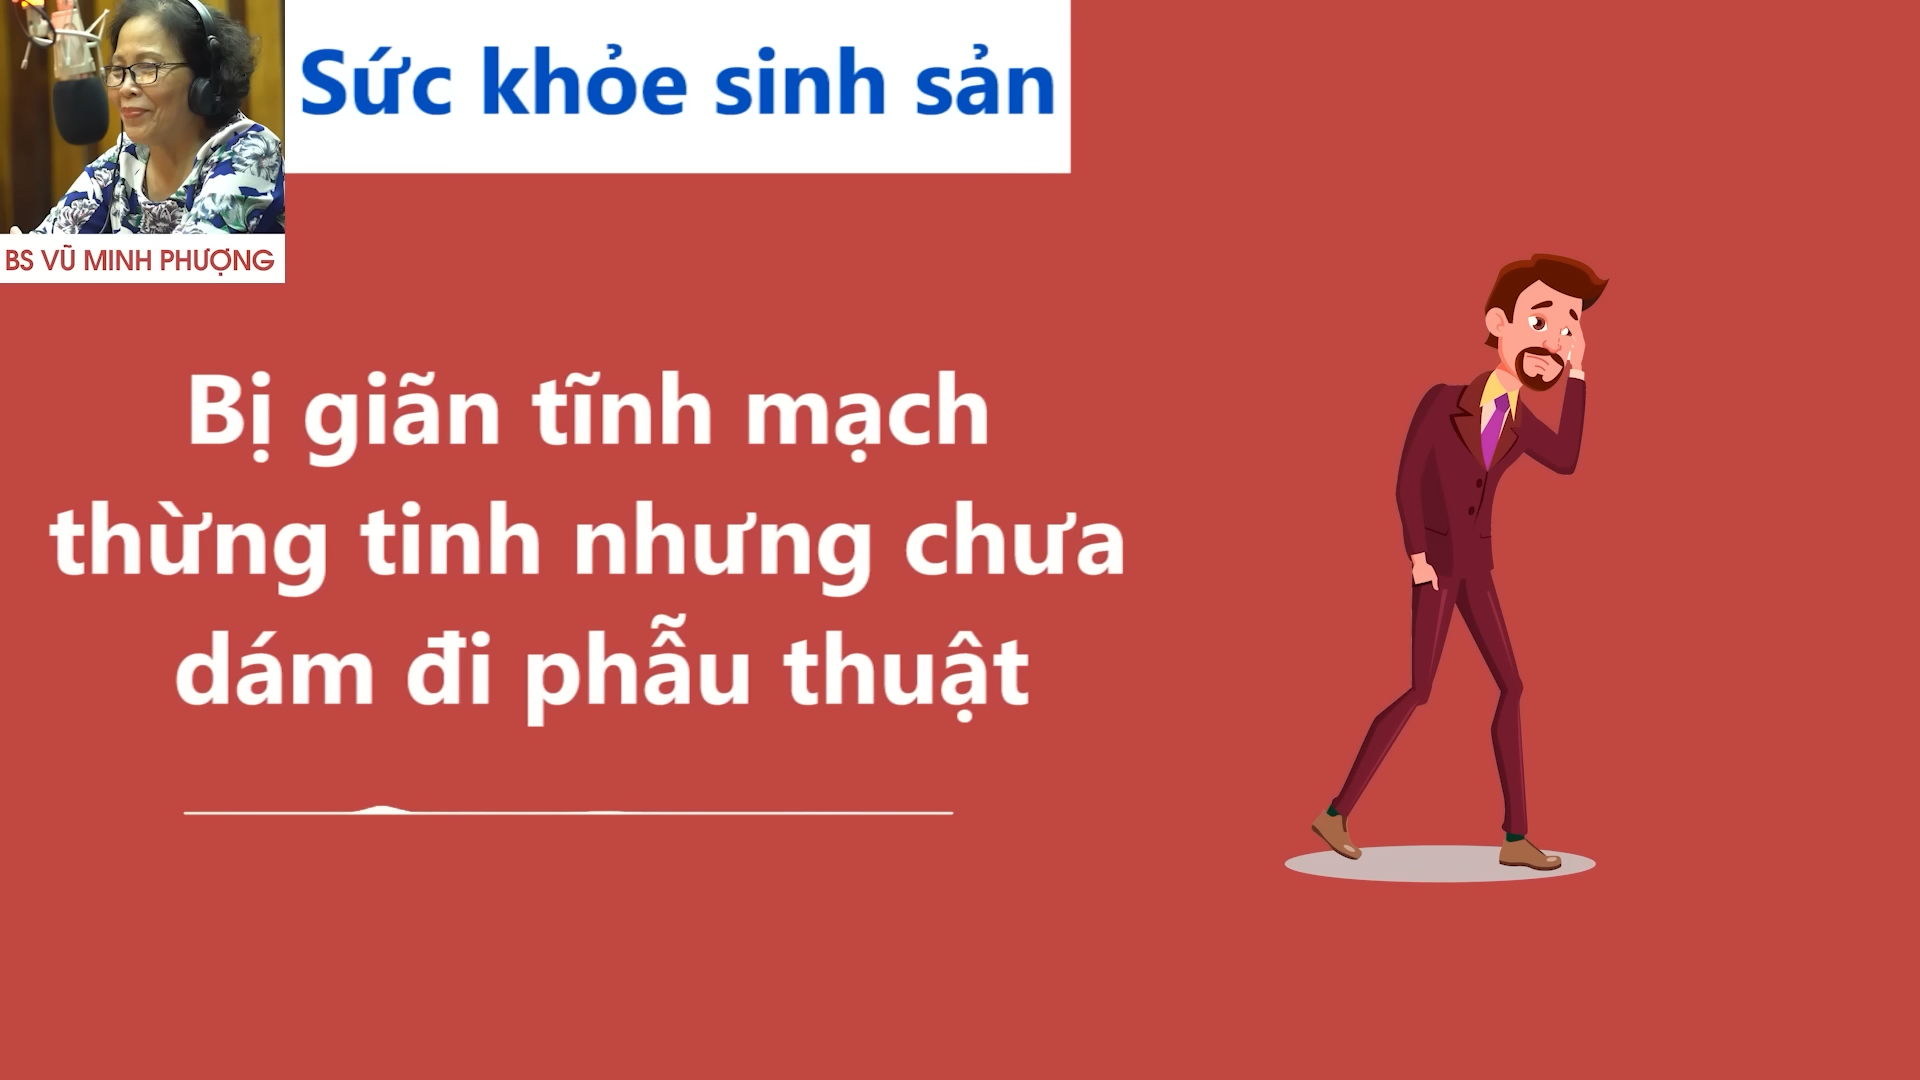 Sức khỏe sinh sản
BS VŨ MINH PHƯỢNG
Bị giãn tĩnh mạch
thừng tinh nhưng chưa
dám đi phẫu thuật